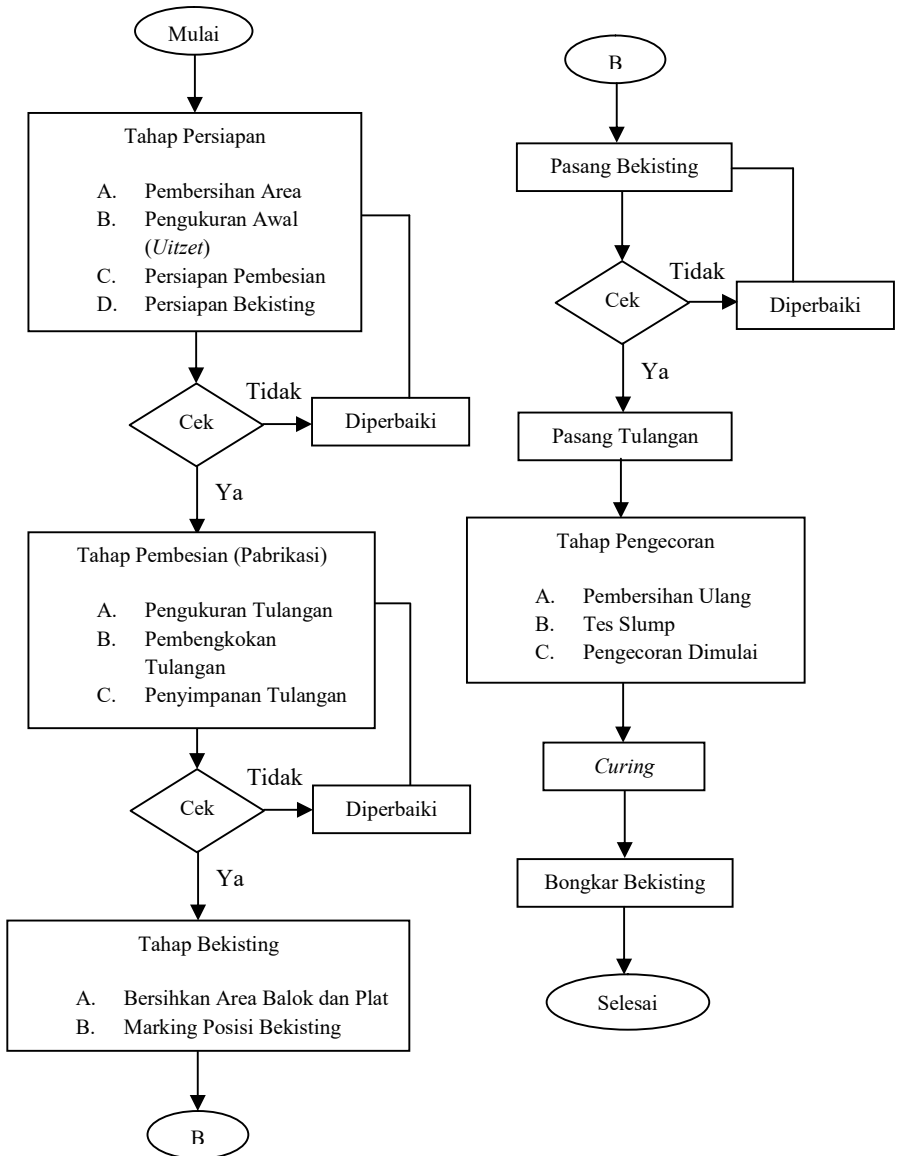 Mulai
Tahap Persiapan
A. Pembersihan Area
B. Pengukuran Awal
(Uitzet)
C. Persiapan Pembesian
D. Persiapan Bekisting
Cek
Tidak
Diperbaiki
Ya
Tahap Pembesian (Pabrikasi)
A. Pengukuran Tulangan
B. Pembengkokan
Tulangan
C. Penyimpanan Tulangan
Cek
Tidak
Diperbaiki
Ya
Tahap Bekisting
A. Bersihkan Area Balok dan Plat
B. Marking Posisi Bekisting
B
B
Pasang Bekisting
Cek
Tidak
Diperbaiki
Ya
Pasang Tulangan
Tahap Pengecoran
A. Pembersihan Ulang
B. Tes Slump
C. Pengecoran Dimulai
Curing
Bongkar Bekisting
Selesai